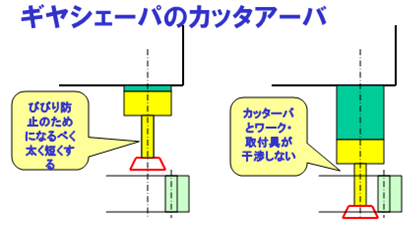 ギヤシェーパのカッタアーバ
びびり防
止のため
になるべく
太く短くす
る
カッターバ
とワーク・
取付具が
干渉しない